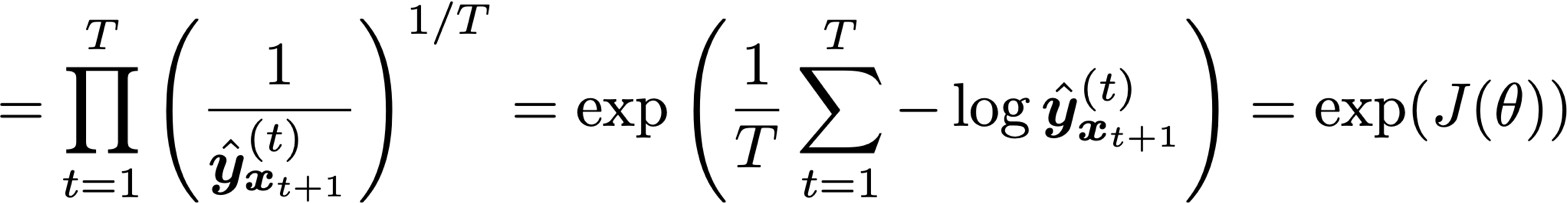 $= \prod_{t=1}^{T} \left( \frac{1}{\hat{\boldsymbol{y}}^{(t)}_{\boldsymbol{x}_{t+1}}} \right)^{1/T} = \exp \left( \frac{1}{T} \sum_{t=1}^{T} - \log \hat{\boldsymbol{y}}^{(t)}_{\boldsymbol{x}_{t+1}} \right) = \exp(J(\theta))$